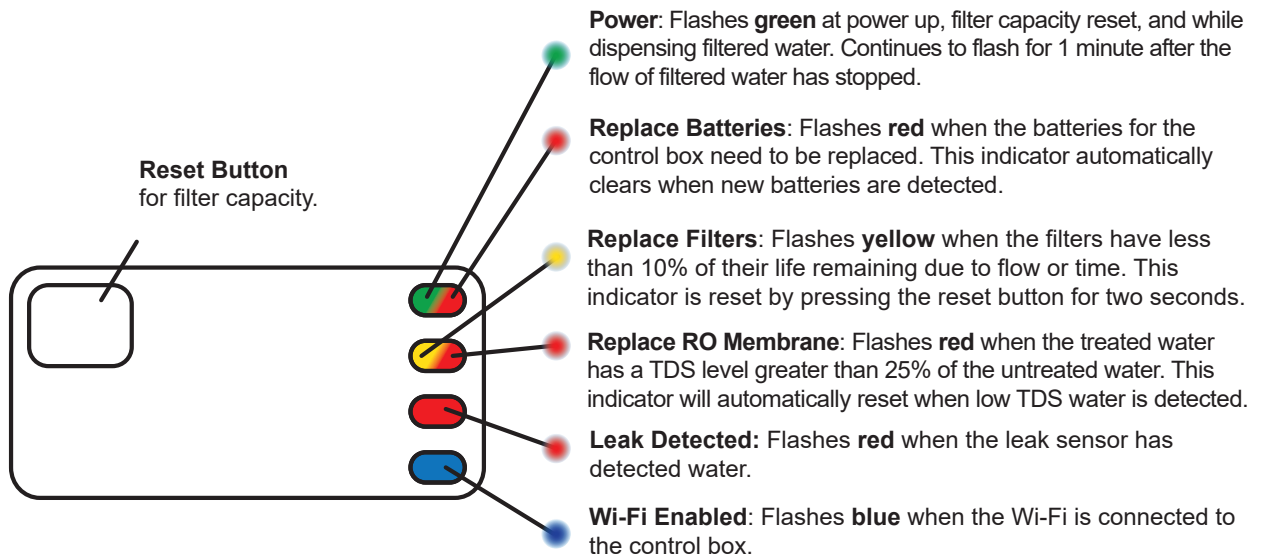 Power: Flashes green at power up, filter capacity reset, and while
dispensing filtered water. Continues to flash for 1 minute after the
flow of filtered water has stopped.
Replace Batteries: Flashes red when the batteries for the
control box need to be replaced. This indicator automatically
clears when new batteries are detected.
Reset Button
for filter capacity.
Replace Filters: Flashes yellow when the filters have less
than 10% of their life remaining due to flow or time. This
indicator is reset by pressing the reset button for two seconds.
Replace RO Membrane: Flashes red when the treated water
has a TDS level greater than 25% of the untreated water. This
indicator will automatically reset when low TDS water is detected.
Leak Detected: Flashes red when the leak sensor has
detected water.
Wi-Fi Enabled: Flashes blue when the Wi-Fi is connected to
the control box.